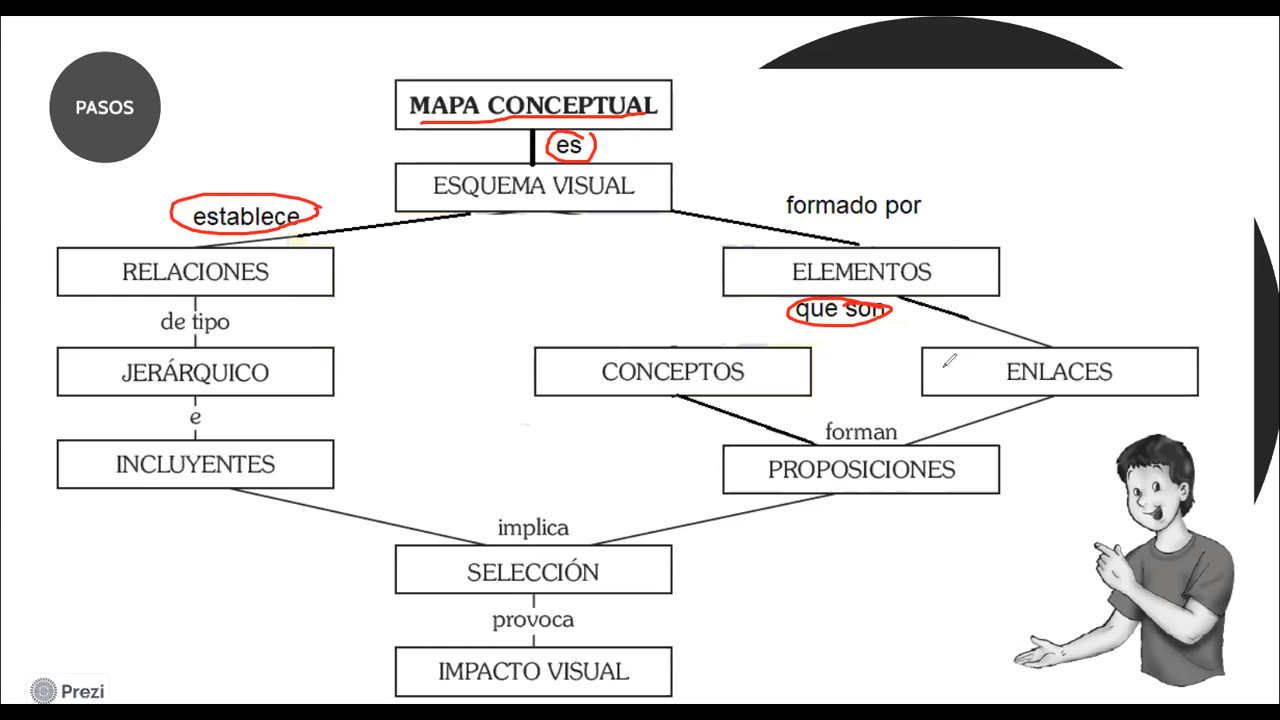 PASOS
MAPA CONCEPTUAL
es
ESQUEMA VISUAL
establece
formado por
RELACIONES
ELEMENTOS
de tipo
que son
JERÁRQUICO
CONCEPTOS
ENLACES
e
forman
INCLUYENTES
PROPOSICIONES
implica
SELECCIÓN
provoca
IMPACTO VISUAL
Prezi